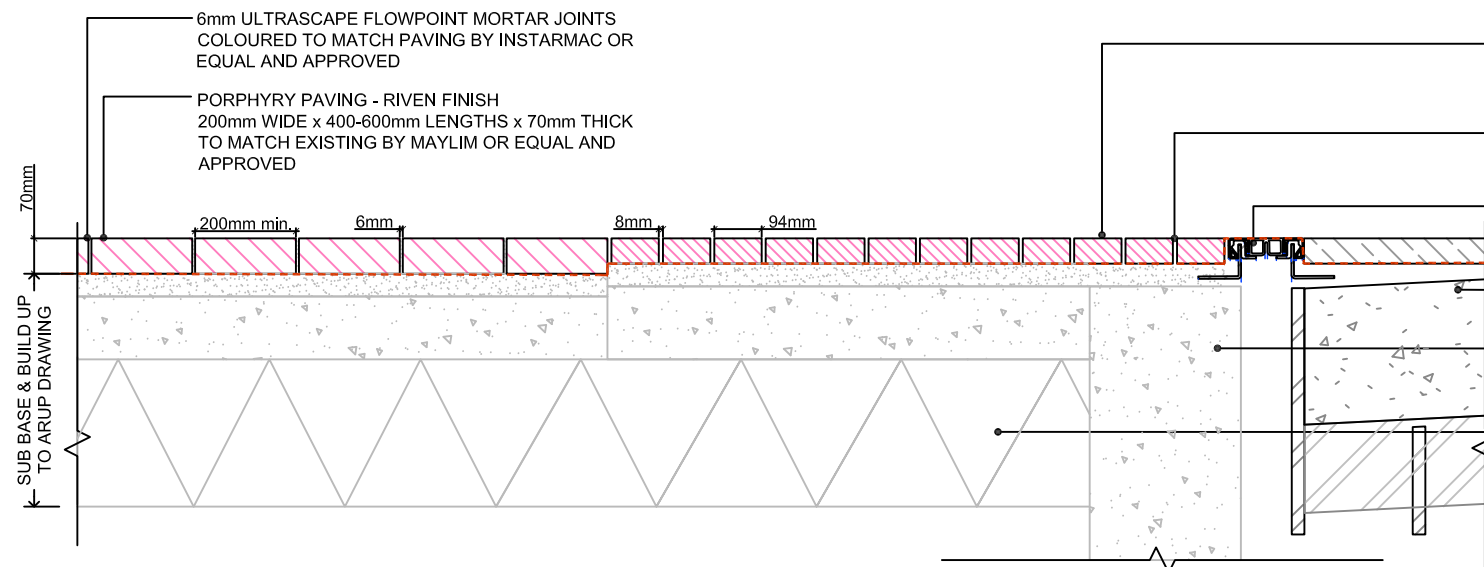 6mm ULTRASCAPE FLOWPOINT MORTAR JOINTS
COLOURED TO MATCH PAVING BY INSTARMAC OR
EQUAL AND APPROVED
PORPHYRY PAVING - RIVEN FINISH
200mm WIDE x 400-600mm LENGTHS x 70mm THICK
TO MATCH EXISTING BY MAYLIM OR EQUAL AND
APPROVED
70mm
200mm min.
6mm
8mm
94mm
SUB BASE & BUILD UP
TO ARUP DRAWING